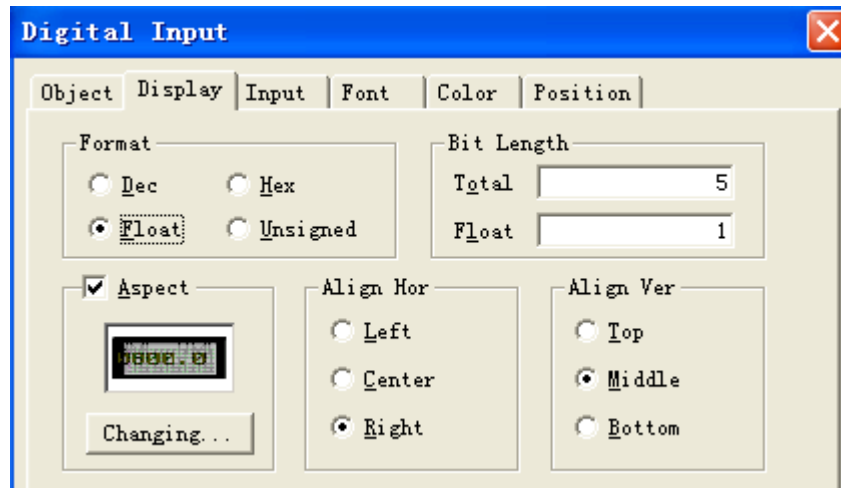 Digital Input
Object Display Input Font Color Position
Format
Dec Hex
Float Unsigned
Bit Length
Total 5
Float 1
Aspect
Changing...
Align Hor
Left
Center
Right
Align Ver
Top
Middle
Bottom